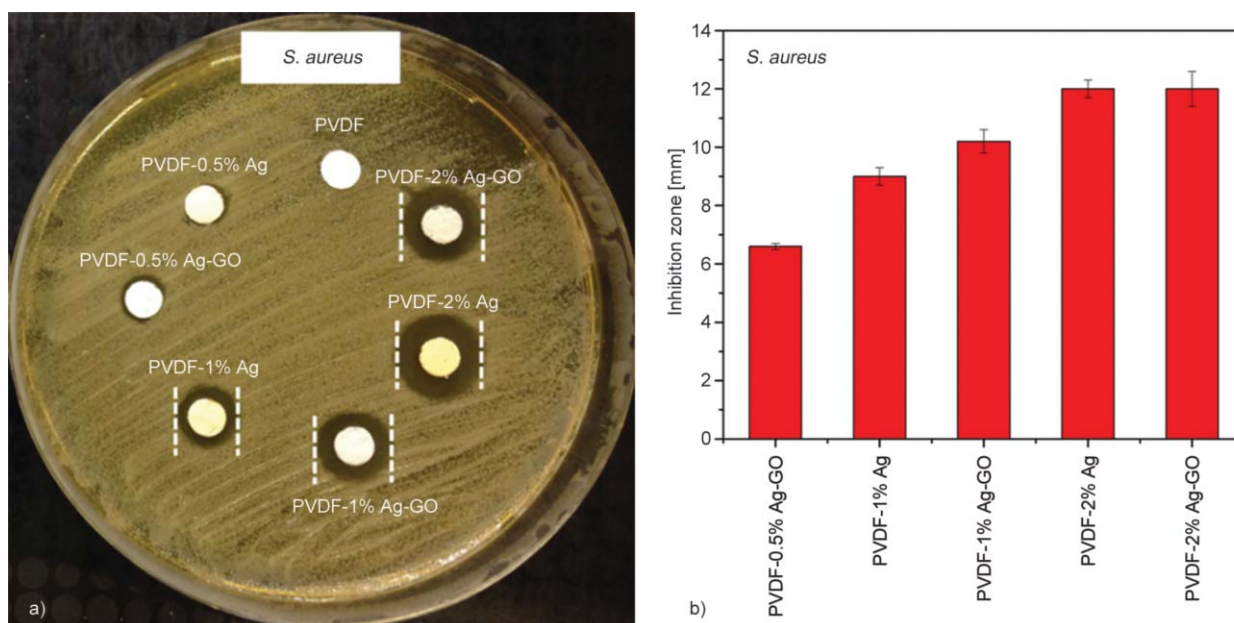 S. aureus
PVDF
PVDF-0.5% Ag
PVDF-2% Ag-GO
PVDF-0.5% Ag-GO
PVDF-2% Ag
PVDF-1% Ag
PVDF-1% Ag-GO
a)
S. aureus
Inhibition zone [mm]
14
12
10
8
6
4
2
0
PVDF-0.5% Ag-GO
PVDF-1% Ag
PVDF-1% Ag-GO
PVDF-2% Ag
PVDF-2% Ag-GO
b)